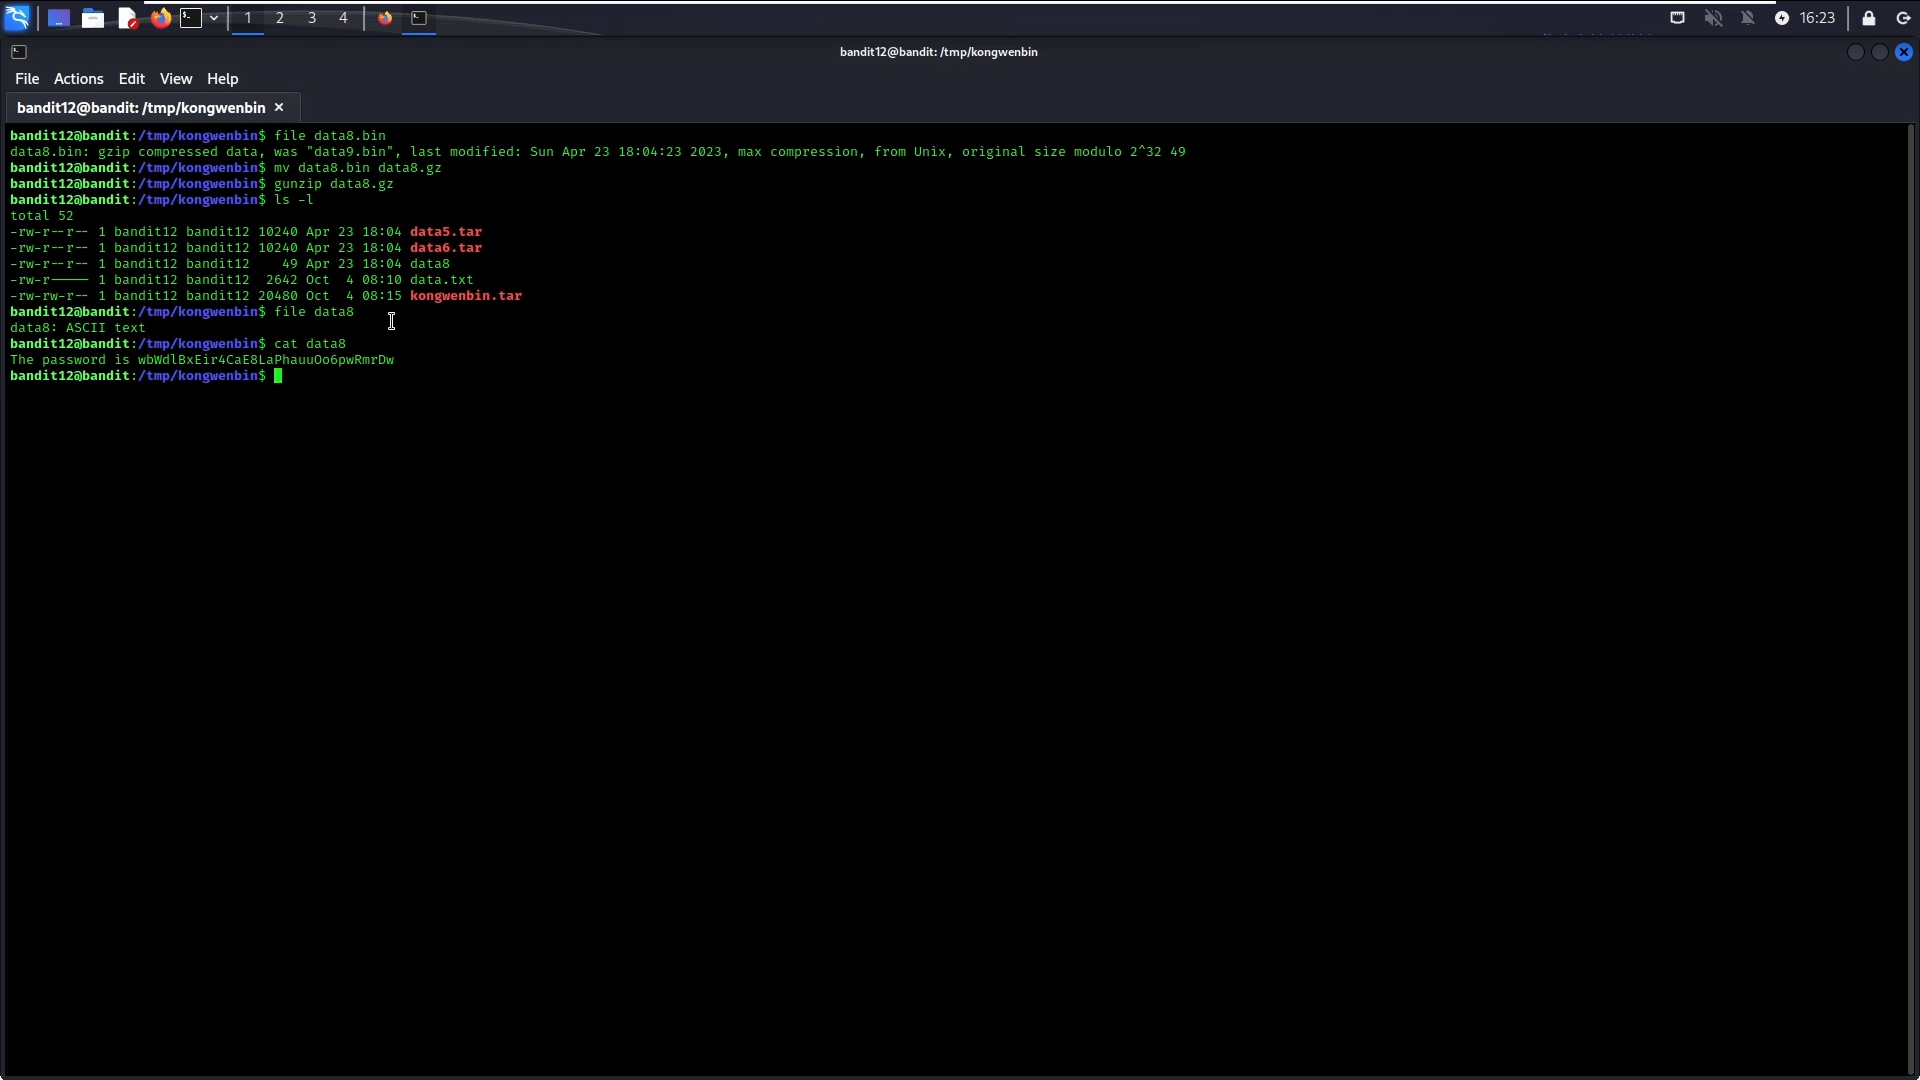 1 2 3 4 16:23
bandit12@bandit: /tmp/kongwenbin
File Actions Edit View Help
bandit12@bandit: /tmp/kongwenbin ×
bandit12@bandit:/tmp/kongwenbin$ file data8.bin
data8.bin: gzip compressed data, was "data9.bin", last modified: Sun Apr 23 18:04:23 2023, max compression, from Unix, original size modulo 2^32 49
bandit12@bandit:/tmp/kongwenbin$ mv data8.bin data8.gz
bandit12@bandit:/tmp/kongwenbin$ gunzip data8.gz
bandit12@bandit:/tmp/kongwenbin$ ls -l
total 52
-rw-r--r-- 1 bandit12 bandit12 10240 Apr 23 18:04 data5.tar
-rw-r--r-- 1 bandit12 bandit12 10240 Apr 23 18:04 data6.tar
-rw-r--r-- 1 bandit12 bandit12    49 Apr 23 18:04 data8
-rw-r----- 1 bandit12 bandit12  2642 Oct  4 08:10 data.txt
-rw-rw-r-- 1 bandit12 bandit12 20480 Oct  4 08:15 kongwenbin.tar
bandit12@bandit:/tmp/kongwenbin$ file data8
data8: ASCII text
bandit12@bandit:/tmp/kongwenbin$ cat data8
The password is wbWdlBxEir4CaE8LaPhauuOo6pwRmrDw
bandit12@bandit:/tmp/kongwenbin$